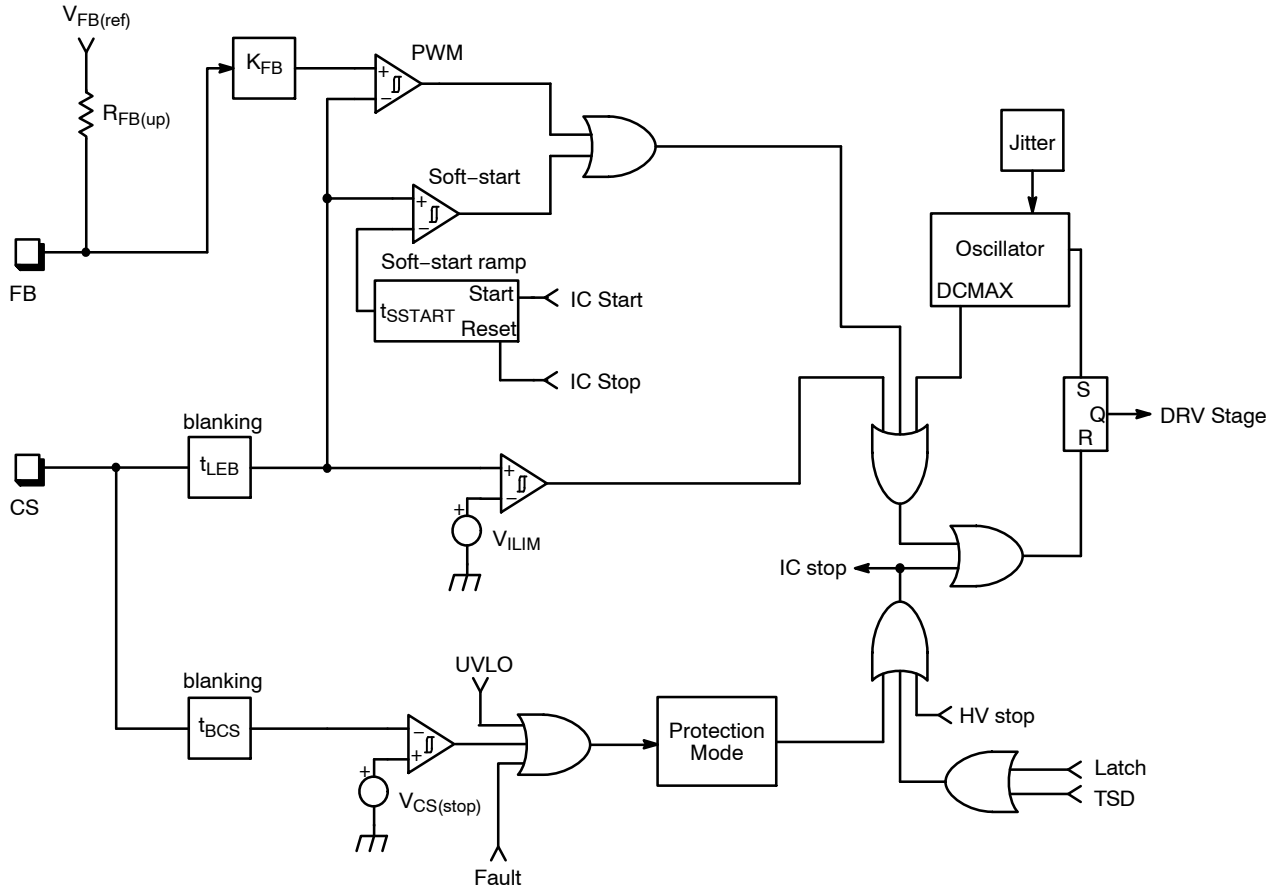 VFB(ref)
RFB(up)
FB
KFB
PWM
+
−
Soft−start
+
−
Soft−start ramp
tSSTART
Start
Reset
IC Start
IC Stop
Jitter
Oscillator
DCMAX
S
Q
R
DRV Stage
CS
blanking
tLEB
+
−
+
VILIM
IC stop
blanking
tBCS
−
+
+
VCS(stop)
UVLO
Fault
Protection
Mode
HV stop
Latch
TSD